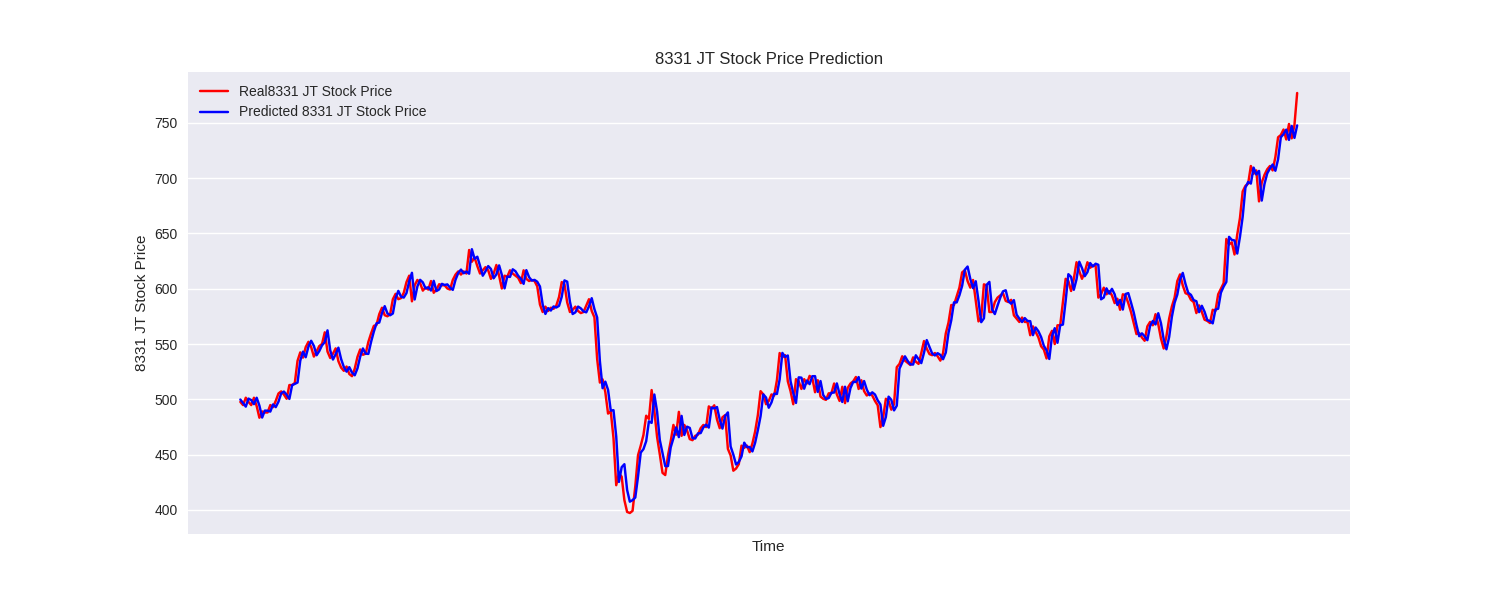 8331 JT Stock Price Prediction
Real8331 JT Stock Price
Predicted 8331 JT Stock Price
8331 JT Stock Price
750
700
650
600
550
500
450
400
Time